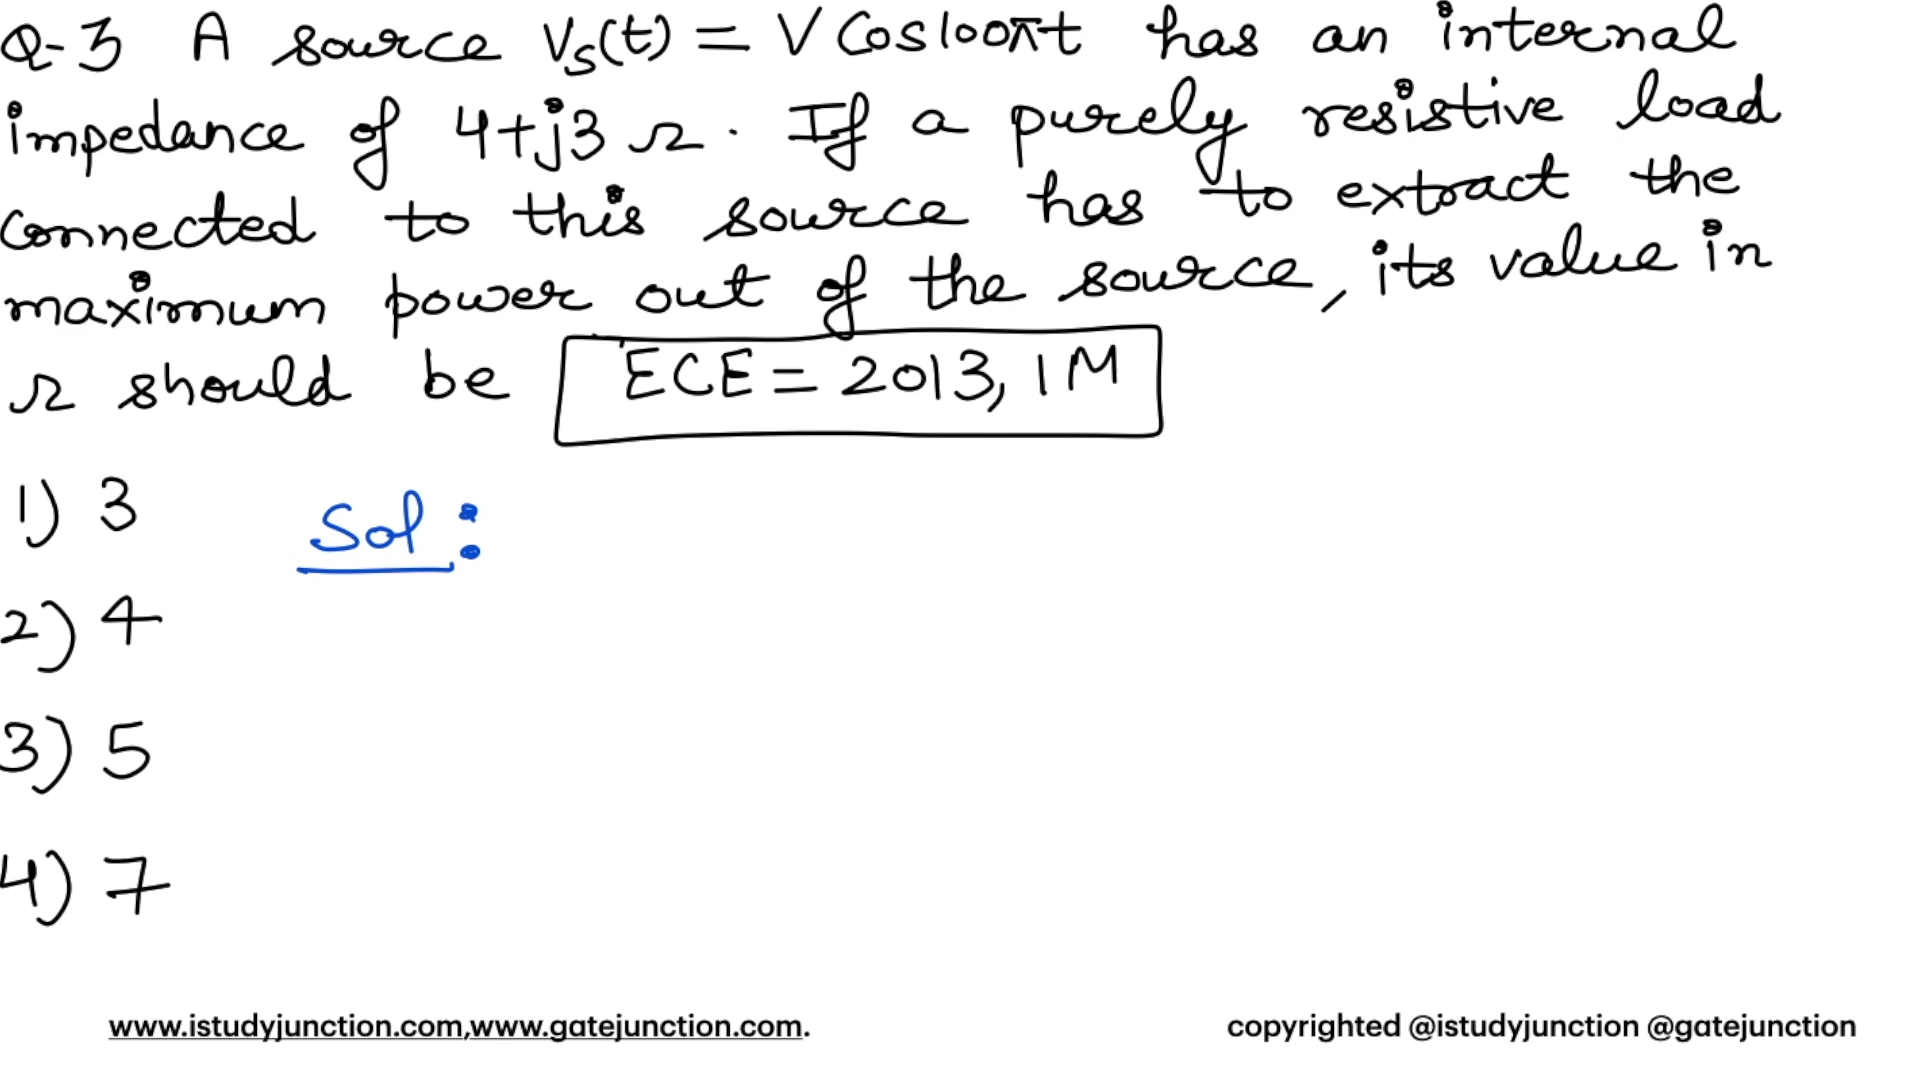 Q-3 A source Vs(t) = V Cos100πt has an internal
impedance of 4+j3 Ω. If a purely resistive load
connected to this source has to extract the
maximum power out of the source, its value in
Ω should be ECE = 2013, 1M
1) 3
Sol :
2) 4
3) 5
4) 7
www.istudyjunction.com,www.gatejunction.com.
copyrighted @istudyjunction @gatejunction